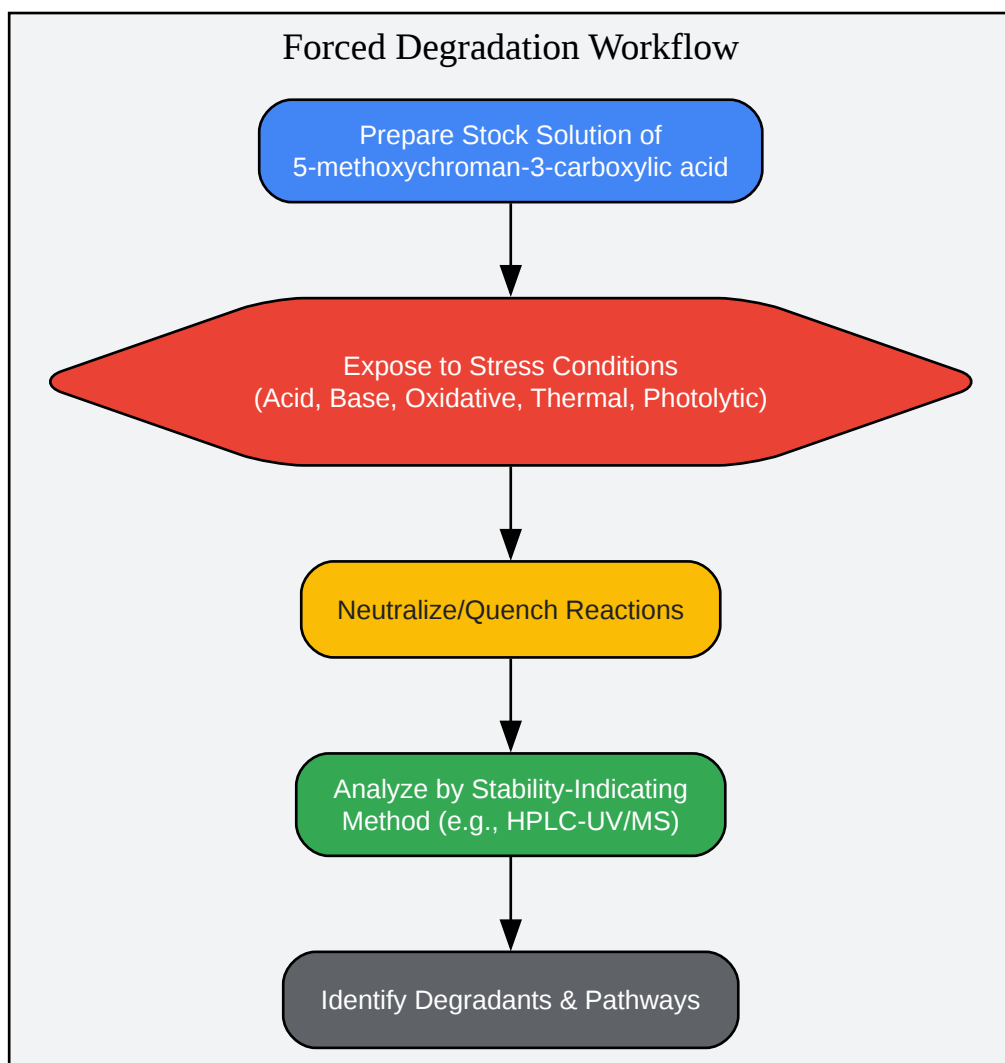 Forced Degradation Workflow
Prepare Stock Solution of
5-methoxychroman-3-carboxylic acid
Expose to Stress Conditions
(Acid, Base, Oxidative, Thermal, Photolytic)
Neutralize/Quench Reactions
Analyze by Stability-Indicating
Method (e.g., HPLC-UV/MS)
Identify Degradants & Pathways